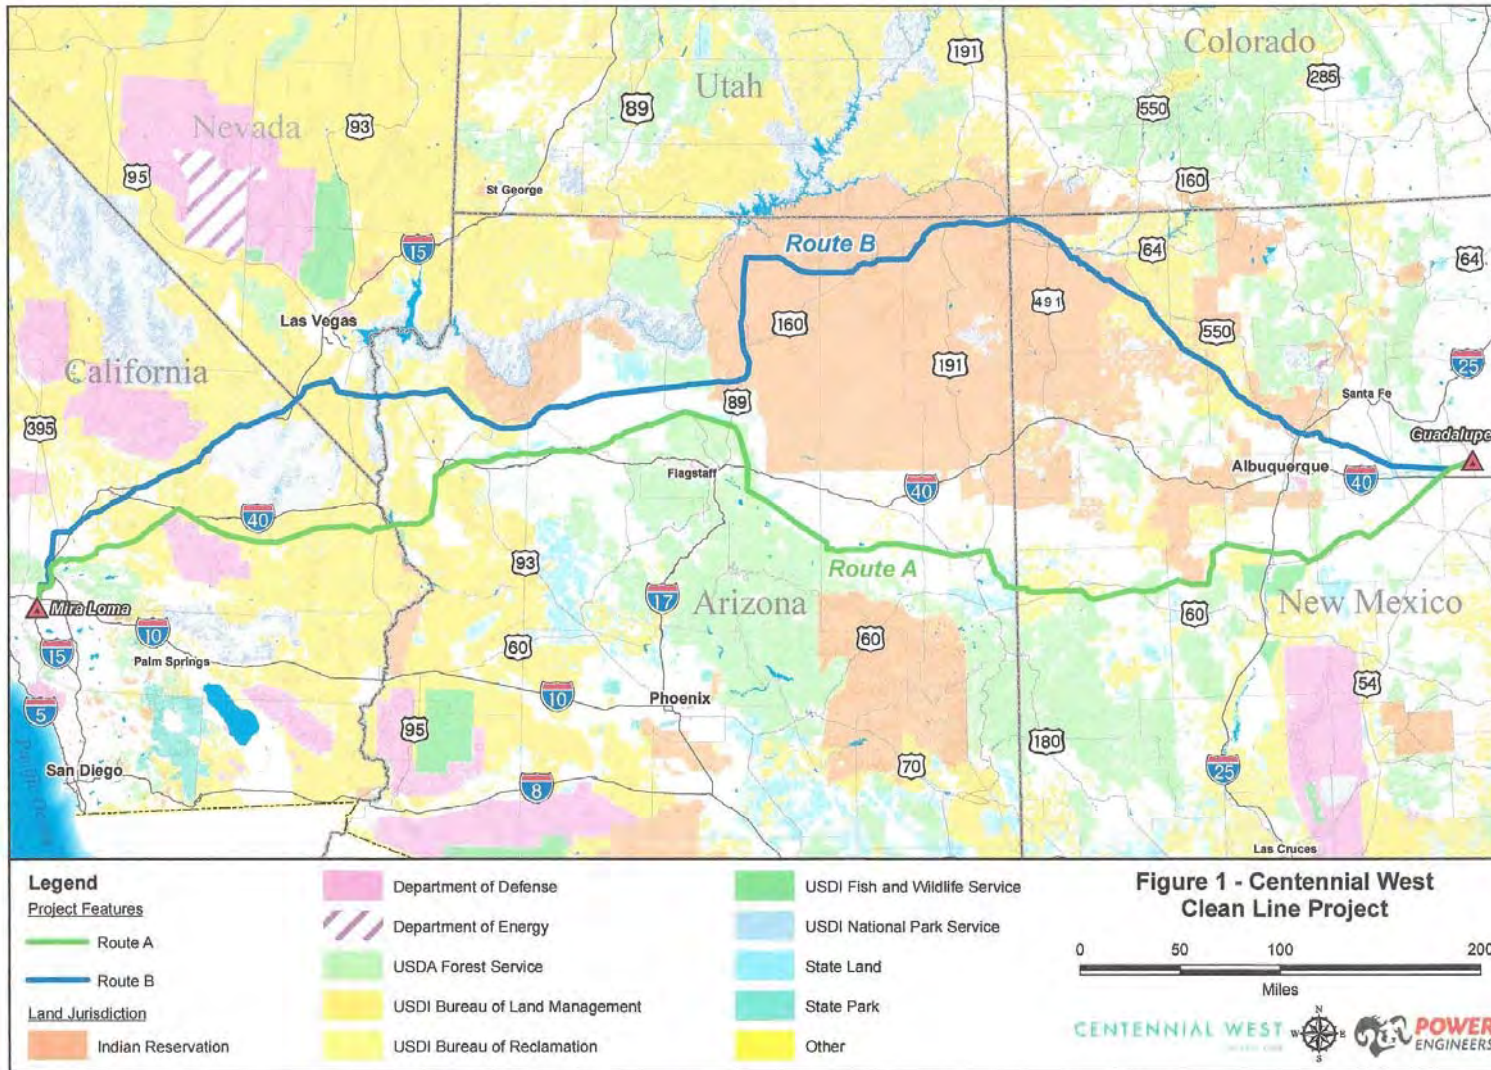 Colorado
Utah
191
285
89
550
Nevada
93
95
160
St George
15
Route B
64
64
Las Vegas
491
160
550
California
191
25
89
Santa Fe
395
Guadalupe
Flagstaff
40
Albuquerque
40
40
93
Route A
Mira Loma
17
Arizona
60
New Mexico
10
15
60
60
Palm Springs
10
Phoenix
54
5
95
180
San Diego
70
25
8
Las Cruces
Legend
Project Features
Route A
Route B
Land Jurisdiction
Indian Reservation
Department of Defense
Department of Energy
USDA Forest Service
USDI Bureau of Land Management
USDI Bureau of Reclamation
USDI Fish and Wildlife Service
USDI National Park Service
State Land
State Park
Other
Figure 1 - Centennial West
Clean Line Project
0 50 100 200
Miles
CENTENNIAL WEST
N
W E
S
POWER
ENGINEERS